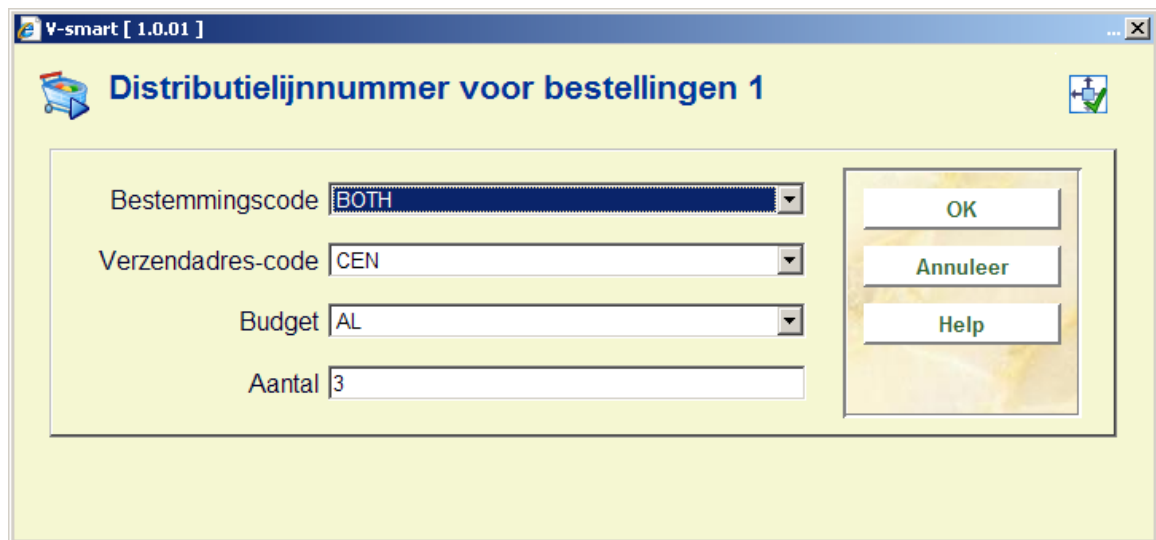 V-smart [ 1.0.01 ]
...
Distributielijnnummer voor bestellingen 1
Bestemmingscode BOTH
Verzendadres-code CEN
Budget AL
Aantal 3
OK
Annuleer
Help